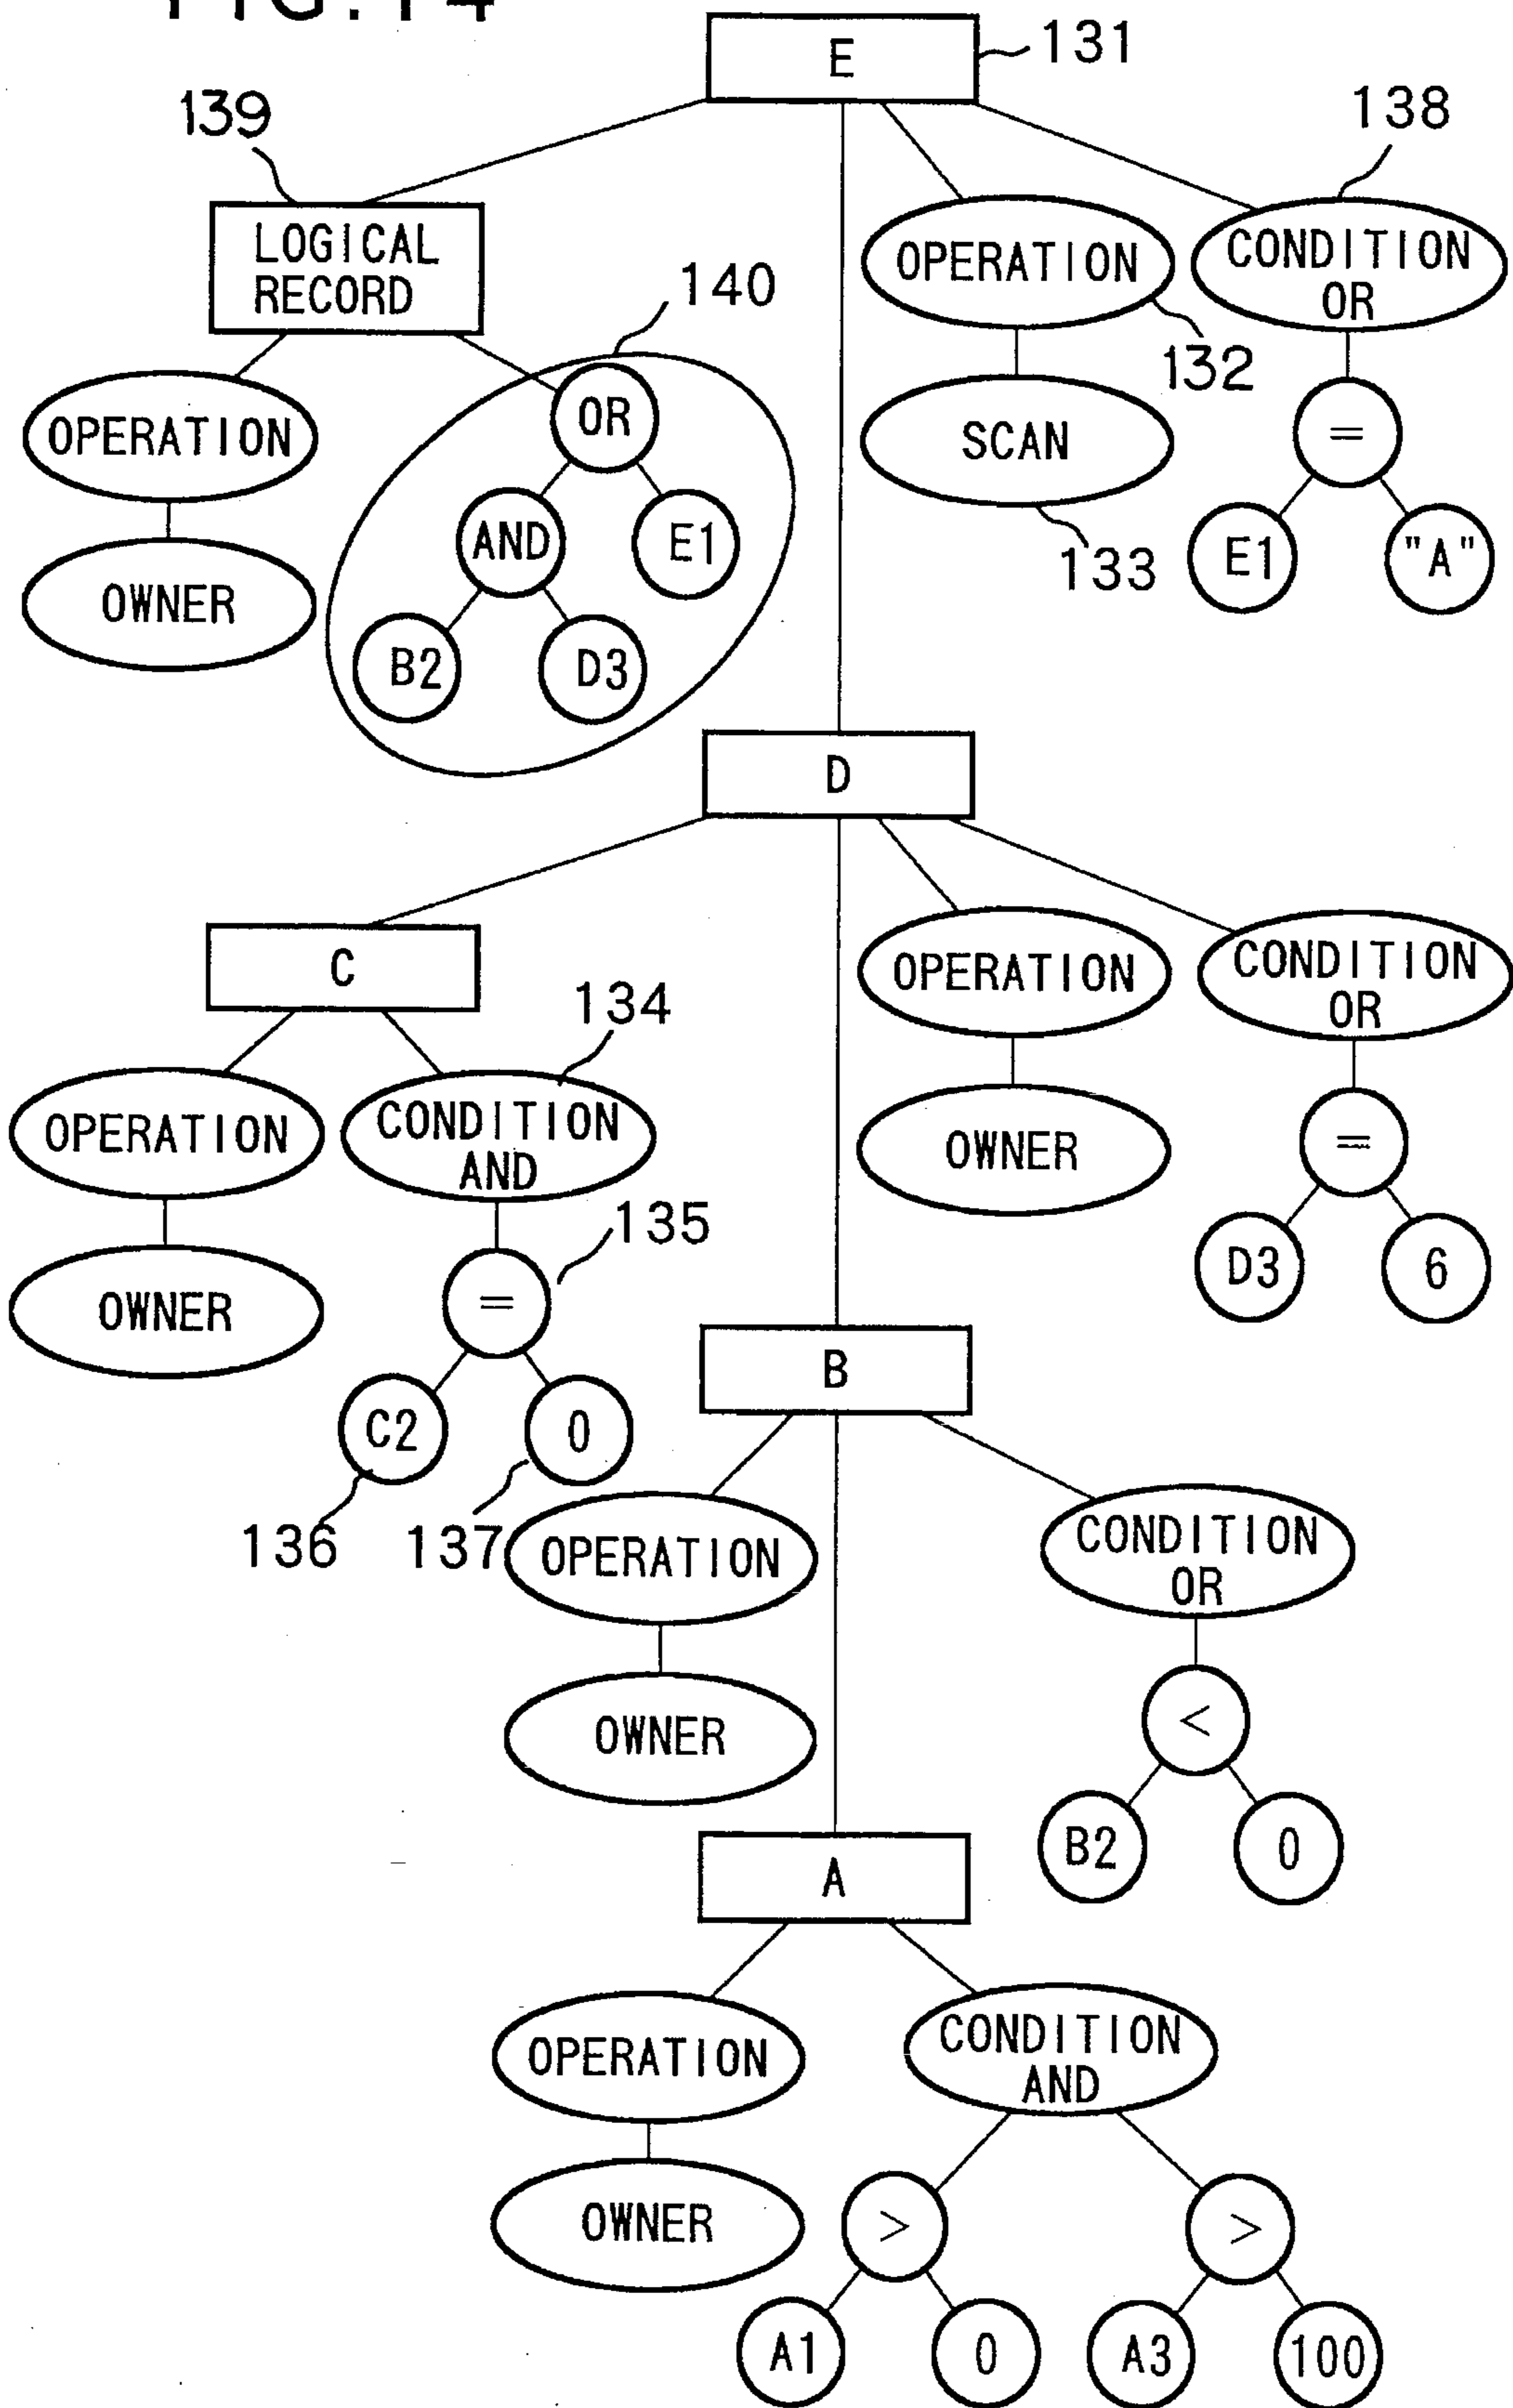 FIG.14
E
131
139
138
LOGICAL
RECORD
OPERATION
CONDITION
OR
140
132
OPERATION
OR
SCAN
=
AND
E1
133
E1
"A"
OWNER
B2
D3
D
C
OPERATION
CONDITION
OR
134
OPERATION
CONDITION
AND
OWNER
=
135
OWNER
=
D3
6
B
C2
0
136
137
OPERATION
CONDITION
OR
OWNER
<
B2
0
A
OPERATION
CONDITION
AND
OWNER
>
>
A1
0
A3
100